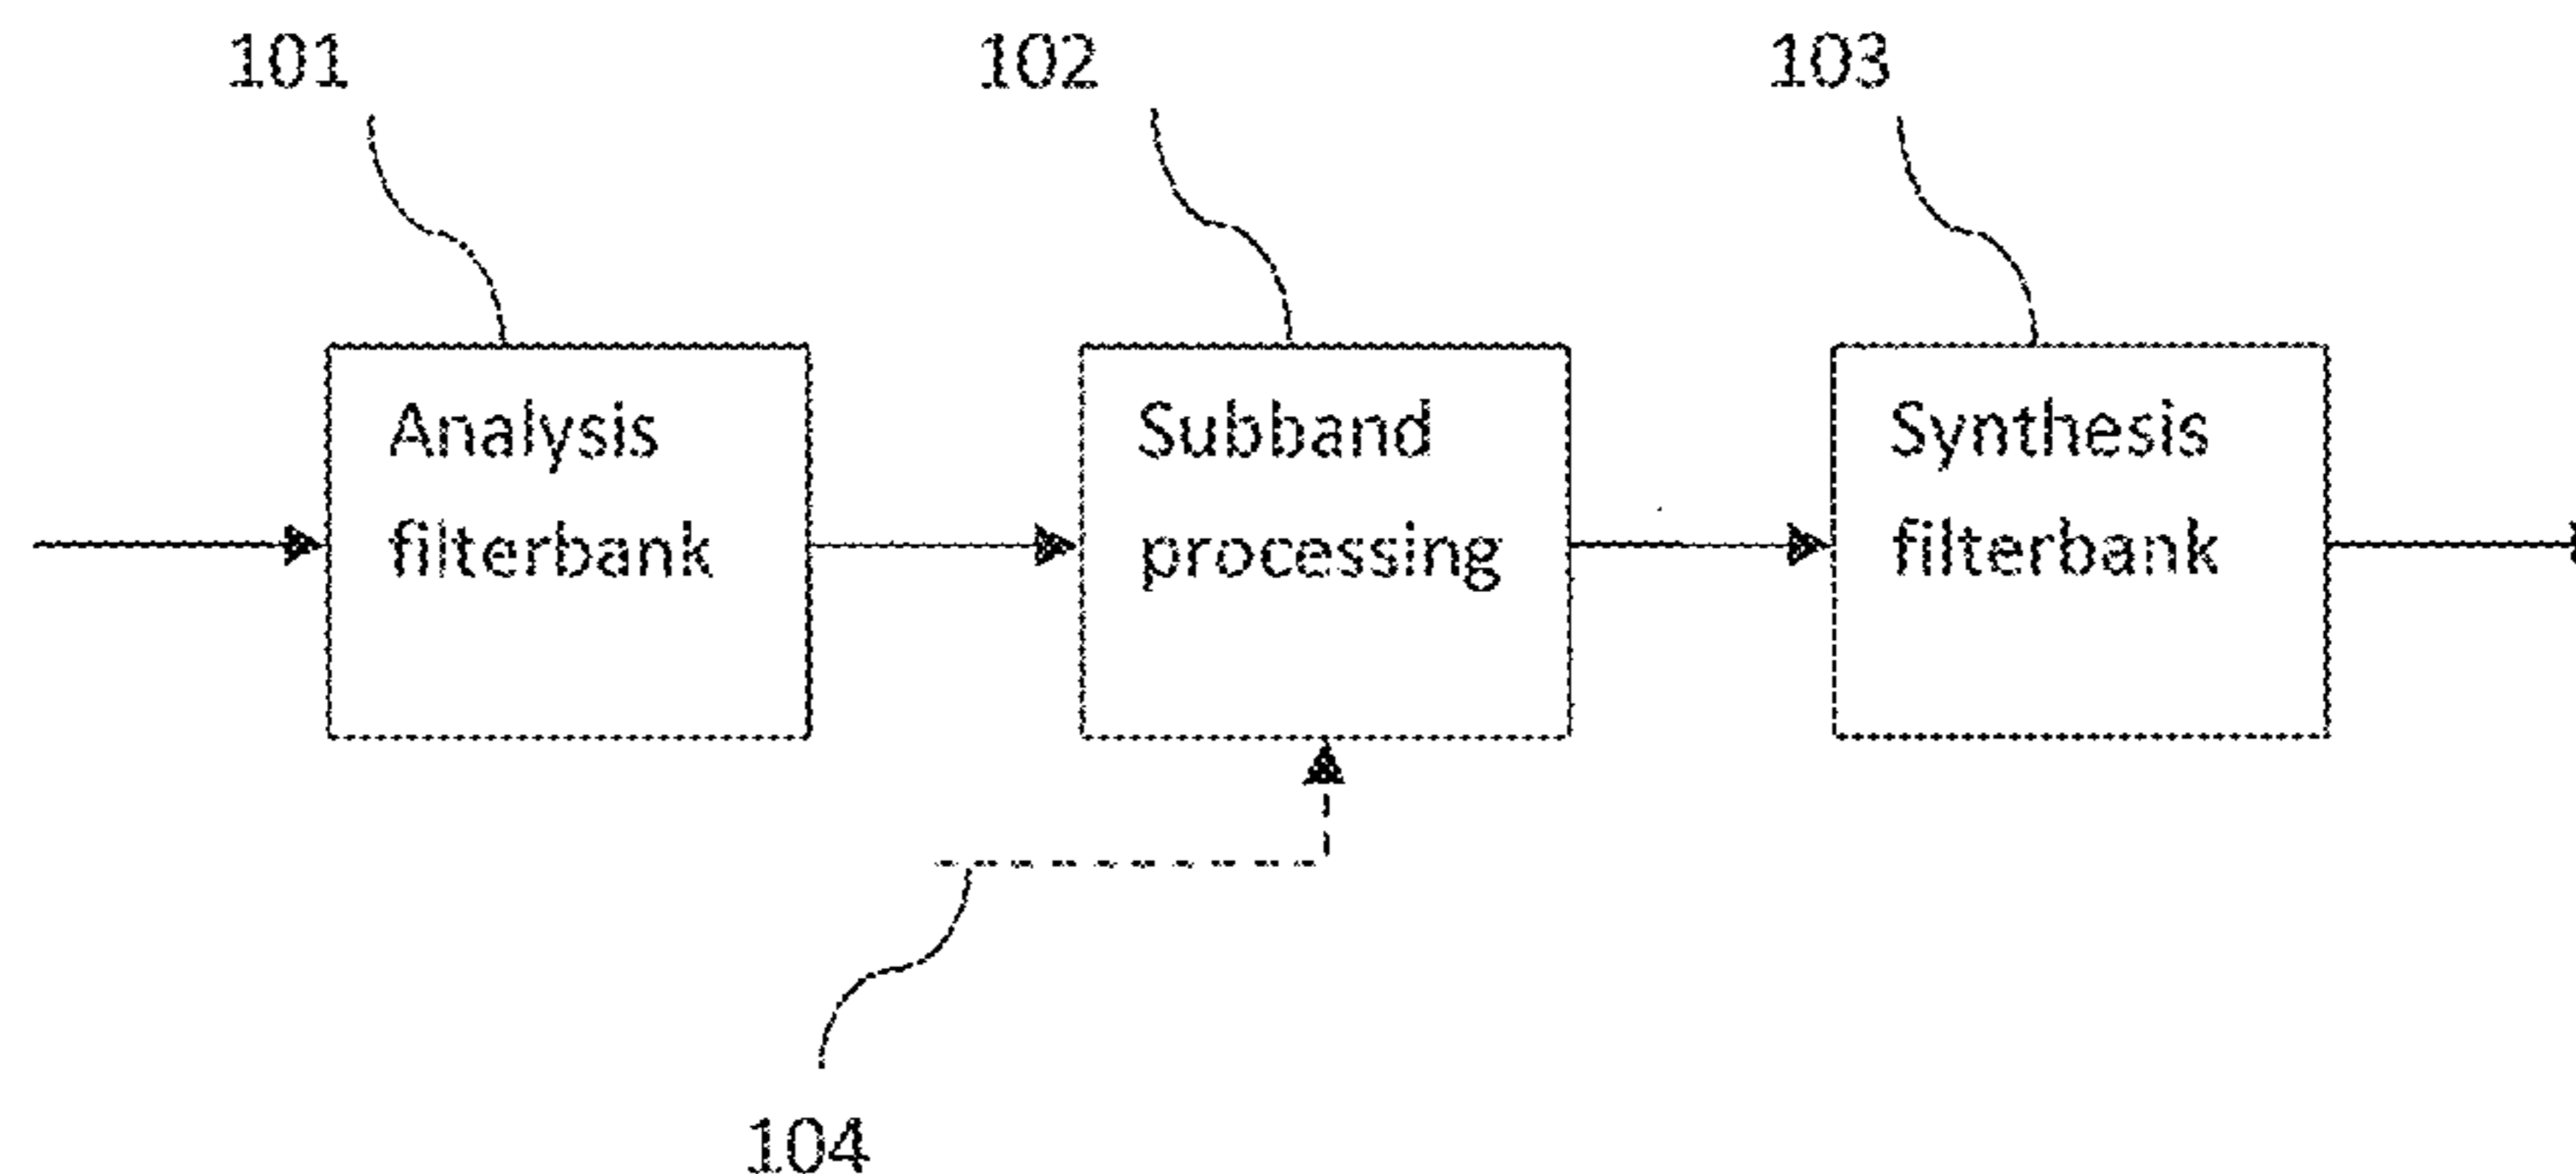 101
102
103
Analysis
filterbank
Subband
processing
Synthesis
filterbank
104